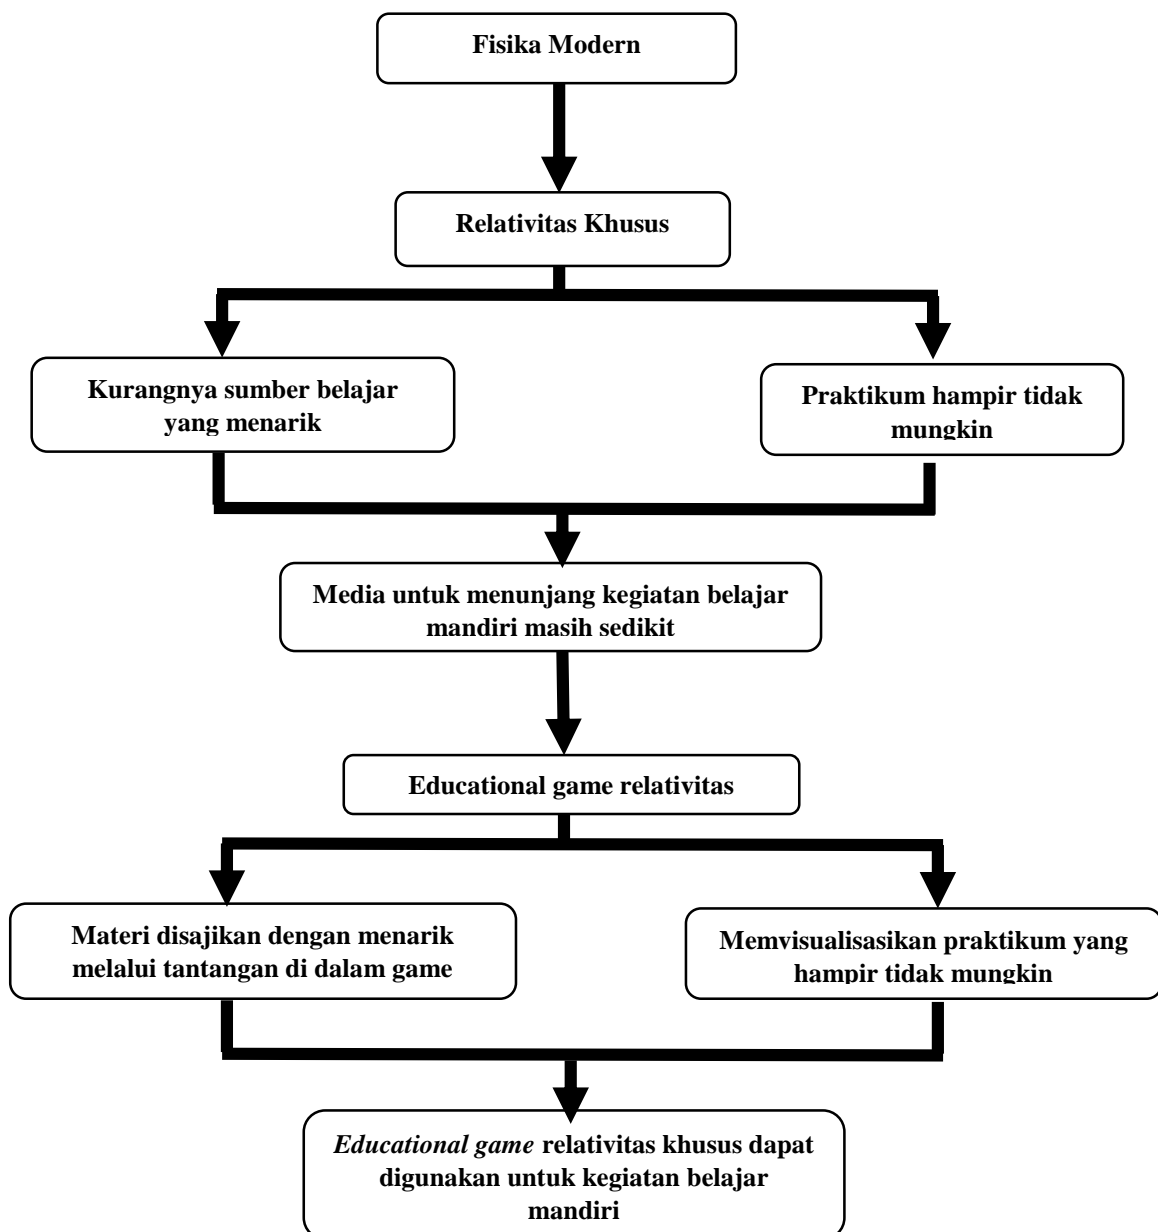 Fisika Modern
Relativitas Khusus
Kurangnya sumber belajar
yang menarik
Praktikum hampir tidak
mungkin
Media untuk menunjang kegiatan belajar
mandiri masih sedikit
Educational game relativitas
Materi disajikan dengan menarik
melalui tantangan di dalam game
Memvisualisasikan praktikum yang
hampir tidak mungkin
Educational game relativitas khusus dapat
digunakan untuk kegiatan belajar
mandiri